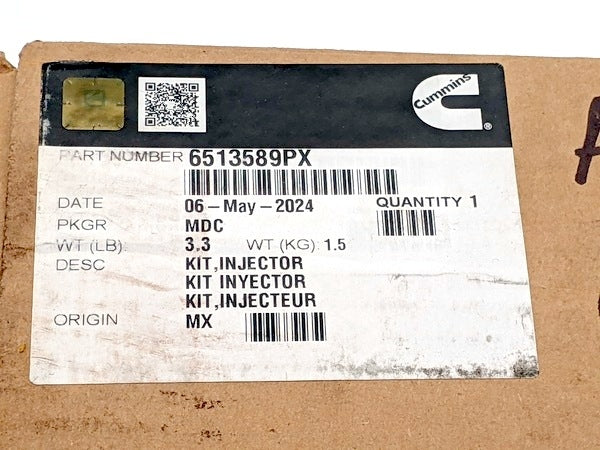 Cummins
®
PART NUMBER 6513589PX
DATE 06-May-2024 QUANTITY 1
PKGR MDC
WT (LB): 3.3 WT (KG): 1.5
DESC KIT,INJECTOR
KIT INYECTOR
KIT,INJECTEUR
ORIGIN MX